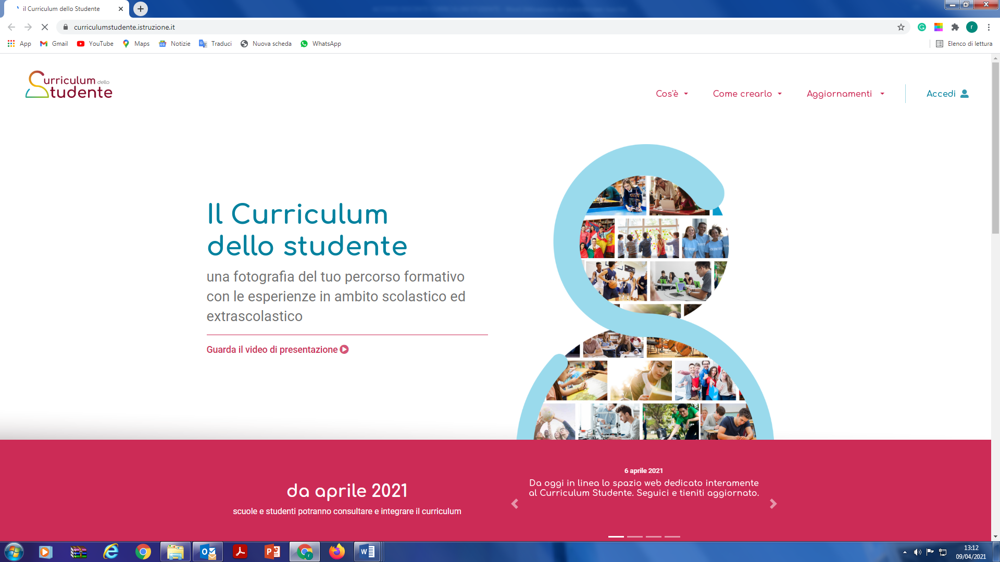 il Curriculum dello Studente
curriculumstudente.istruzione.it
r
App
Gmail
YouTube
Maps
Notizie
Traduci
Nuova scheda
WhatsApp
Elenco di lettura
urriculum dello
tudente
Cos'è
Come crearlo
Aggiornamenti
Accedi
Il Curriculum
dello studente
una fotografia del tuo percorso formativo
con le esperienze in ambito scolastico ed
extrascolastico
Guarda il video di presentazione
da aprile 2021
scuole e studenti potranno consultare e integrare il curriculum
6 aprile 2021
Da oggi in linea lo spazio web dedicato interamente
al Curriculum Studente. Seguici e tieniti aggiornato.
13:12
09/04/2021